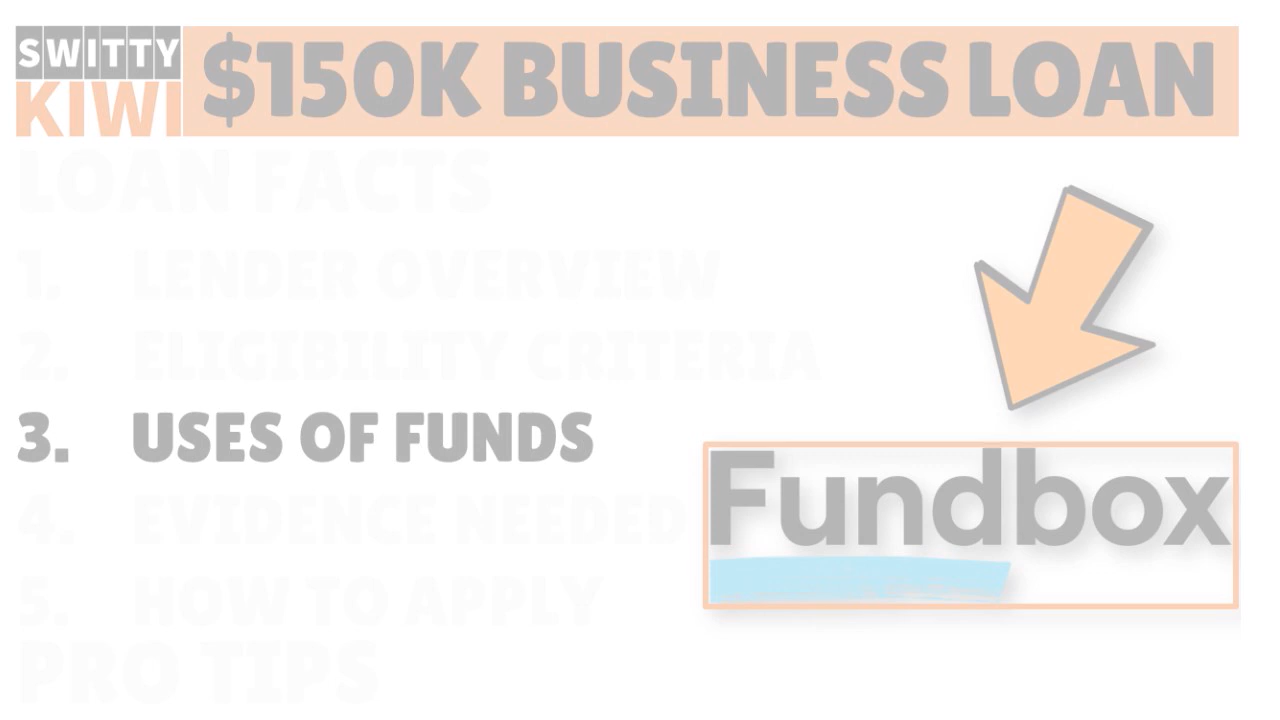 SWITTY
KIWI
$150K BUSINESS LOAN
LOAN FACTS
1. LENDER OVERVIEW
2. ELIGIBILITY CRITERIA
3. USES OF FUNDS
4. EVIDENCE NEEDED
5. HOW TO APPLY
PRO TIPS
Fundbox